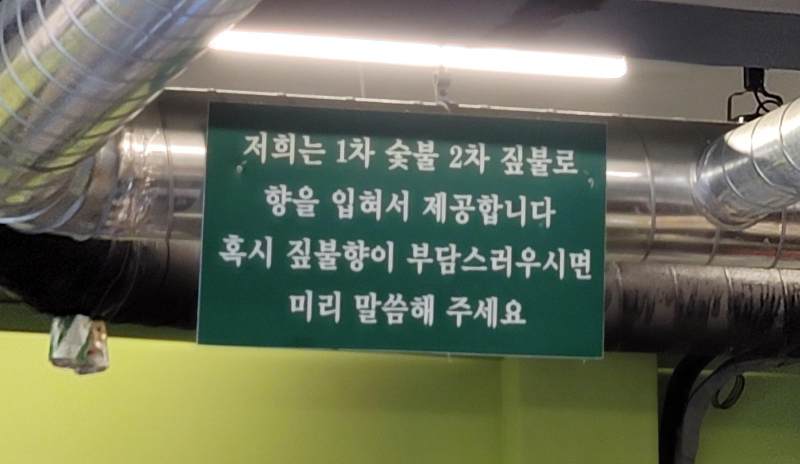 저희는 1차 숯불 2차 짚불로
향을 입혀서 제공합니다
혹시 짚불향이 부담스러우시면
미리 말씀해 주세요